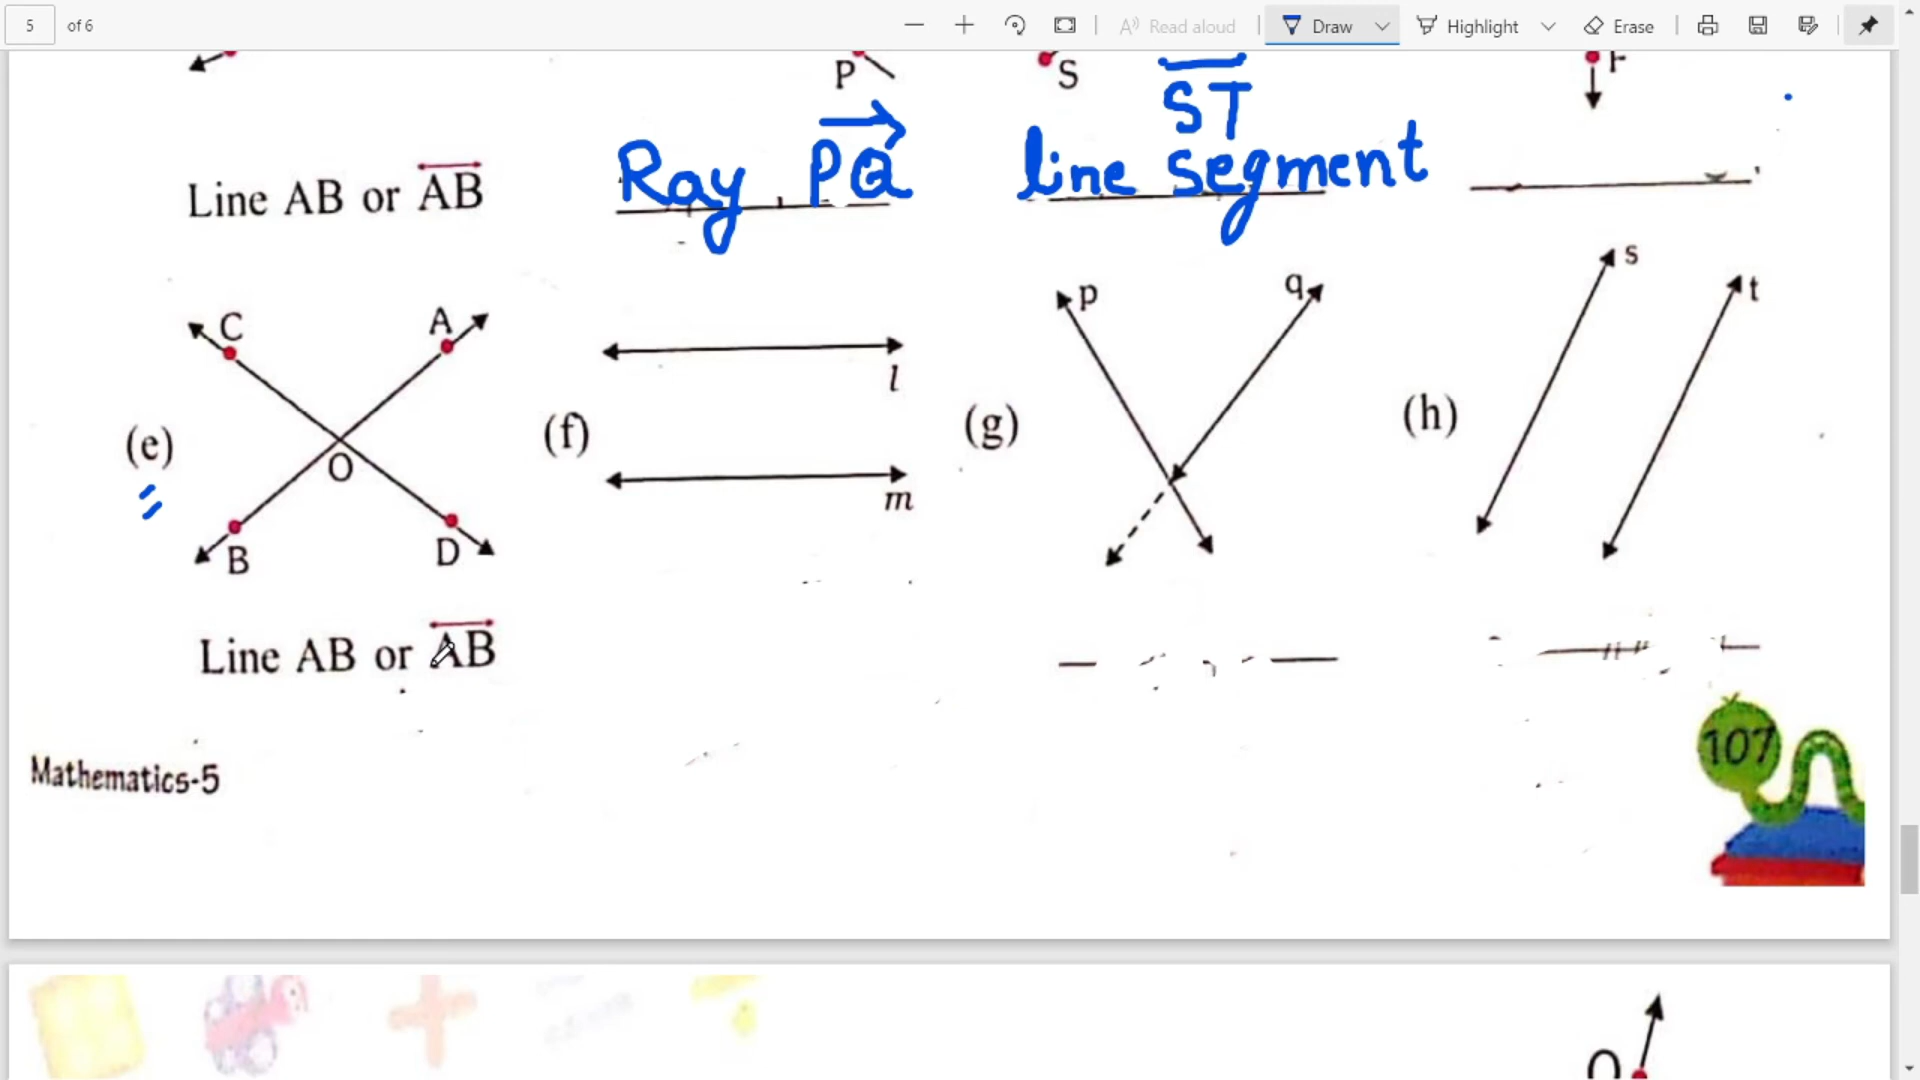 5 of 6 Read aloud Draw Highlight Erase
P S ST F
Line AB or AB Ray PQ line segment
C A l p q s t
(e) O (f) (g) (h)
B D m
Line AB or AB
Mathematics-5
107
Q